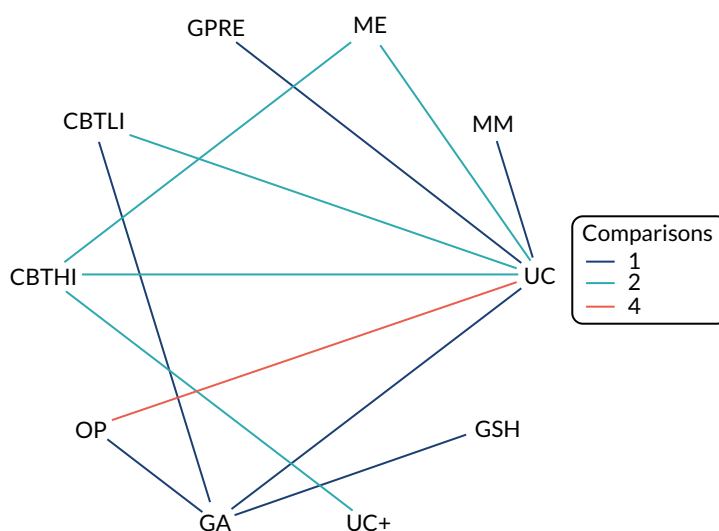 GPRE
ME
CBTLI
MM
CBTHI
UC
Comparisons
1
2
4
OP
GSH
GA
UC+